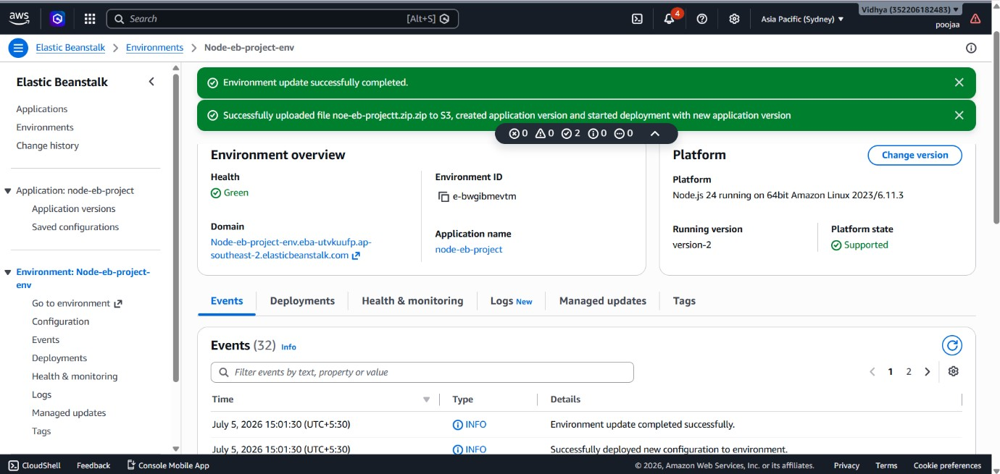 aws
Search
[Alt+S]
4
Asia Pacific (Sydney) ▼
Vidhya (352206182483) ▼
poojaa
Elastic Beanstalk > Environments > Node-eb-project-env
Elastic Beanstalk
Applications
Environments
Change history
Application: node-eb-project
Application versions
Saved configurations
Environment: Node-eb-project-
env
Go to environment
Configuration
Events
Deployments
Health & monitoring
Logs
Managed updates
Tags
Environment update successfully completed.
Successfully uploaded file noe-eb-projectt.zip.zip to S3, created application version and started deployment with new application version
0 0 2 0 0
Environment overview
Health
Green
Domain
Node-eb-project-env.eba-utvkuufp.ap-
southeast-2.elasticbeanstalk.com
Environment ID
e-bwgibmevtm
Application name
node-eb-project
Platform
Change version
Platform
Node.js 24 running on 64bit Amazon Linux 2023/6.11.3
Running version
version-2
Platform state
Supported
Events
Deployments
Health & monitoring
Logs New
Managed updates
Tags
Events (32) Info
Filter events by text, property or value
1 2
Time Type Details
July 5, 2026 15:01:30 (UTC+5:30) INFO Environment update completed successfully.
July 5, 2026 15:01:30 (UTC+5:30) INFO Successfully deployed new configuration to environment.
CloudShell Feedback Console Mobile App © 2026, Amazon Web Services, Inc. or its affiliates. Privacy Terms Cookie preferences